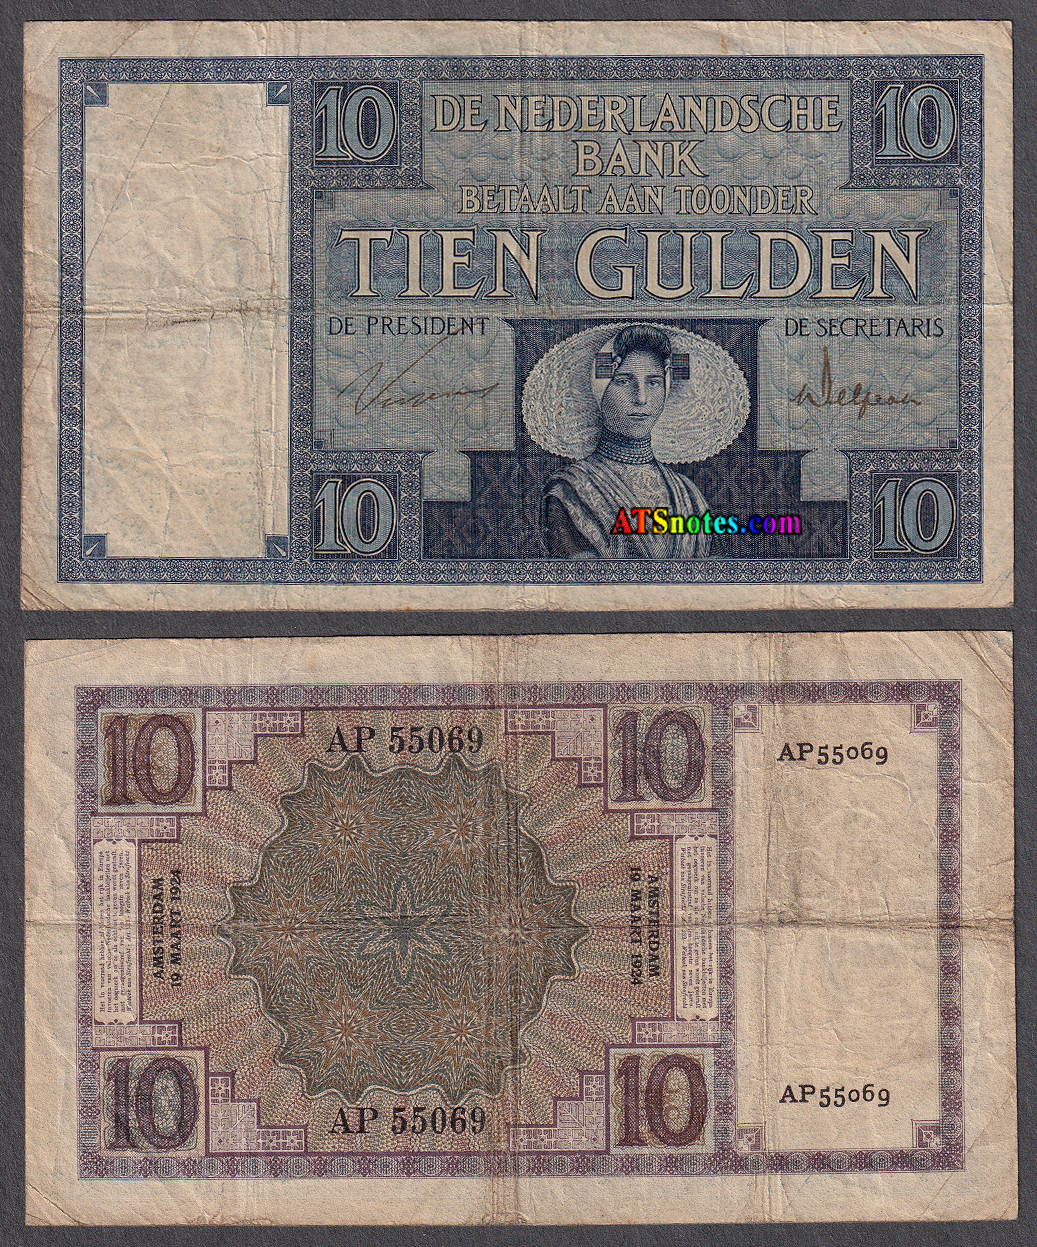 10
10
DE NEDERLANDSCHE
BANK
BETAALT AAN TOONDER
TIEN GULDEN
DE PRESIDENT
DE SECRETARIS
10
10
ATSnotes.com
10
AP 55069
10
AP55069
AMSTERDAM
19 MAART 1924
AMSTERDAM
19 MAART 1924
10
AP 55069
10
AP55069